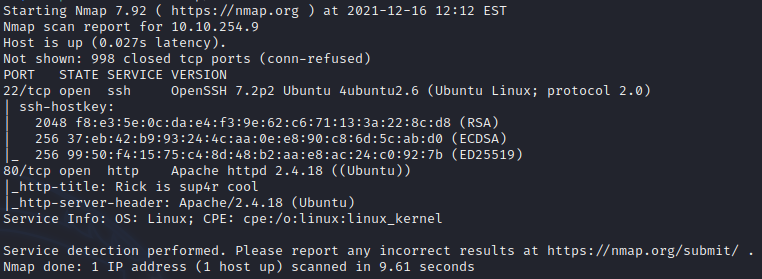 Starting Nmap 7.92 ( https://nmap.org ) at 2021-12-16 12:12 EST
Nmap scan report for 10.10.254.9
Host is up (0.027s latency).
Not shown: 998 closed tcp ports (conn-refused)
PORT   STATE SERVICE VERSION
22/tcp open  ssh     OpenSSH 7.2p2 Ubuntu 4ubuntu2.6 (Ubuntu Linux; protocol 2.0)
| ssh-hostkey:
|   2048 f8:e3:5e:0c:da:e4:f3:9e:62:c6:71:13:3a:22:8c:d8 (RSA)
|   256 37:eb:42:b9:93:24:4c:aa:0e:e8:90:c8:6d:5c:ab:d0 (ECDSA)
|_  256 99:50:f4:15:75:c4:8d:48:b2:aa:e8:ac:24:c0:92:7b (ED25519)
80/tcp open  http    Apache httpd 2.4.18 ((Ubuntu))
|_http-title: Rick is sup4r cool
|_http-server-header: Apache/2.4.18 (Ubuntu)
Service Info: OS: Linux; CPE: cpe:/o:linux:linux_kernel

Service detection performed. Please report any incorrect results at https://nmap.org/submit/ .
Nmap done: 1 IP address (1 host up) scanned in 9.61 seconds